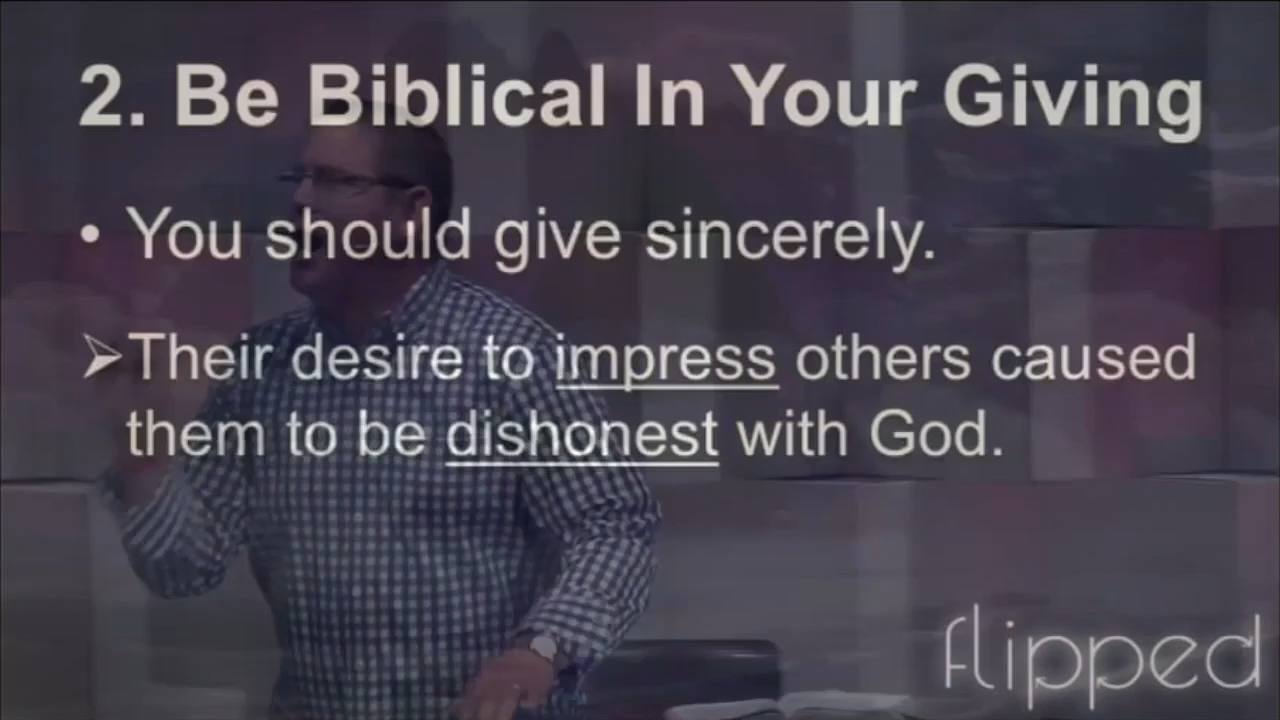 2. Be Biblical In Your Giving
• You should give sincerely.
➢Their desire to impress others caused
them to be dishonest with God.
flipped